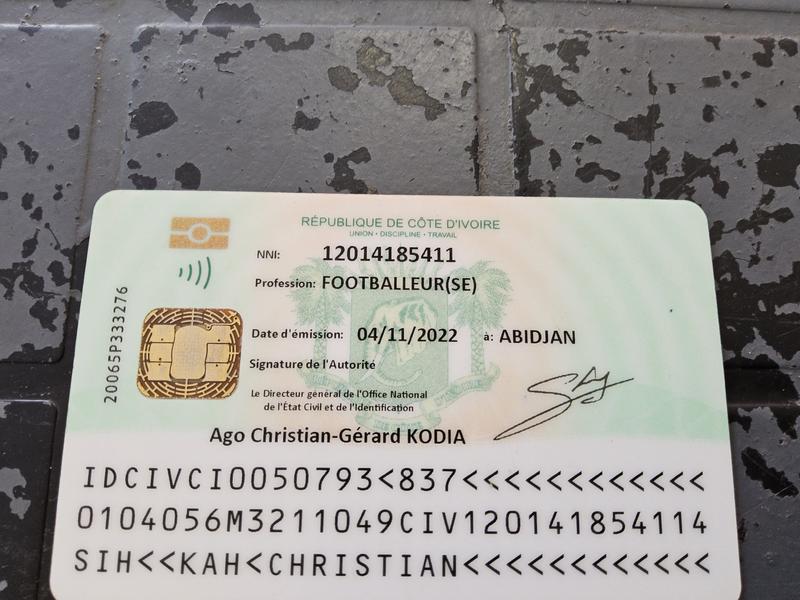 RÉPUBLIQUE DE CÔTE D'IVOIRE
UNION • DISCIPLINE • TRAVAIL
NNI: 12014185411
Profession: FOOTBALLEUR(SE)
20065P333276
Date d'émission: 04/11/2022 à: ABIDJAN
Signature de l'Autorité
Le Directeur général de l'Office National
de l'État Civil et de l'Identification
Ago Christian-Gérard KODIA
IDCIVCI0050793<837<<<<<<<<<<<<
0104056M3211049CIV120141854114
SIH<<KAH<CHRISTIAN<<<<<<<<<<<<